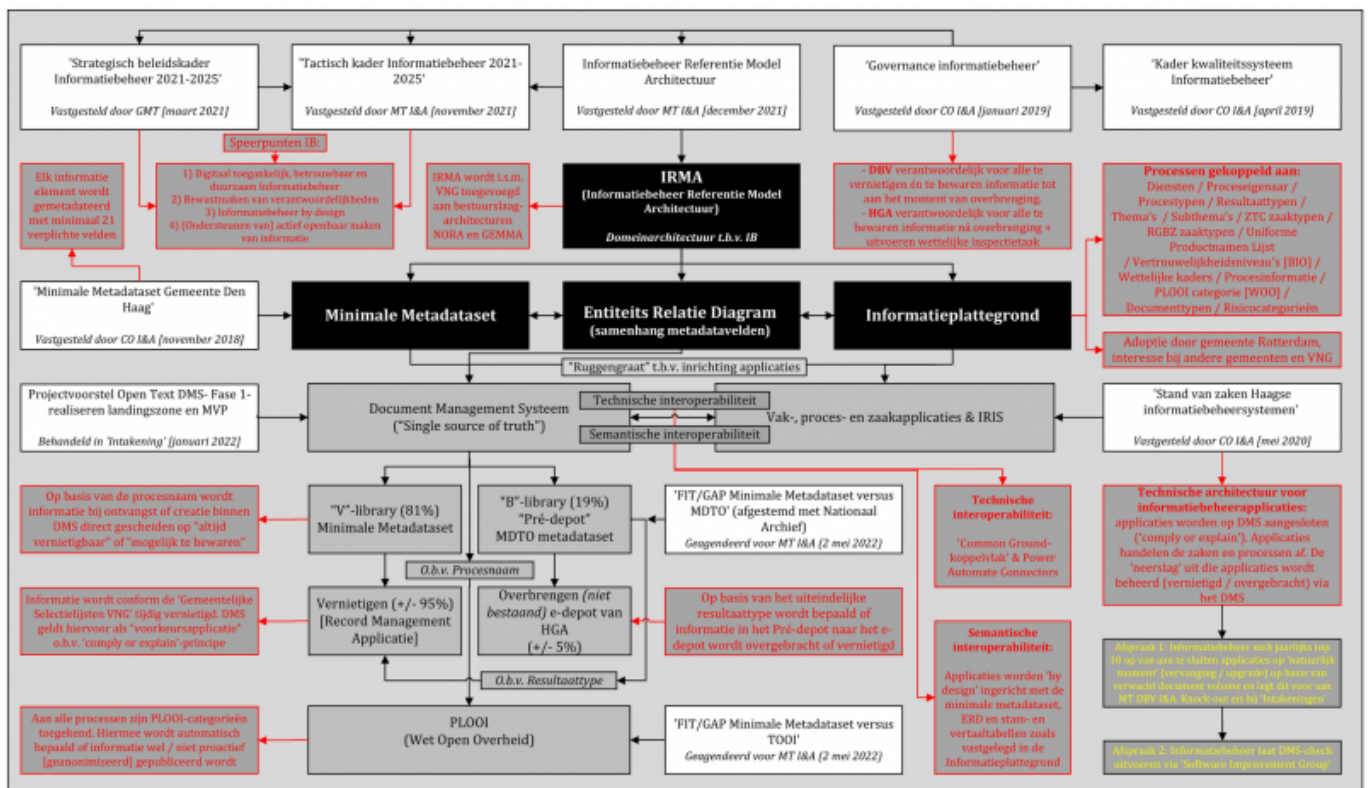 'Strategisch beleidskader
Informatiebeheer 2021-2025'
Vastgesteld door GMT [maart 2021]
'Tactisch kader Informatiebeheer 2021-
2025'
Vastgesteld door MT I&A [november 2021]
Informatiebeheer Referentie Model
Architectuur
Vastgesteld door MT I&A [december 2021]
'Governance informatiebeheer'
Vastgesteld door CO I&A [januari 2019]
'Kader kwaliteitssysteem
Informatiebeheer'
Vastgesteld door CO I&A [april 2019]
Speerpunten IB:
Elk informatie
element wordt
gemetadateerd
met minimaal 21
verplichte velden
1) Digitaal toegankelijk, betrouwbaar en
duurzaam Informatiebeheer
2) Bewustmaken van verantwoordelijkheden
3) Informatiebeheer by design
4) [Ondersteunen van] actief openbaar maken
van informatie
IRMA wordt i.s.m.
VNG toegevoegd
aan bestuurslaag-
architecturen
NORA en GEMMA
IRMA
(Informatiebeheer Referentie Model
Architectuur)
Domeinarchitectuur t.b.v. IB
- DBV verantwoordelijk voor alle te
vernietigen én te bewaren informatie tot
aan het moment van overbrenging.
- HGA verantwoordelijk voor alle te
bewaren informatie ná overbrenging +
uitvoeren wettelijke inspectietaak
Processen gekoppeld aan:
Diensten / Proceseigenaar /
Procestypen / Resultaattypen /
Thema's / Subthema's / ZTC zaaktypen /
RGBZ zaaktypen / Uniforme
Productnamen Lijst
/ Vertrouwelijkheidsniveau's [BIO] /
Wettelijke kaders / Procesinformatie /
PLOOI categorie [WOO] /
Documenttypen / Risicocategorieën
'Minimale Metadataset Gemeente Den
Haag'
Vastgesteld door CO I&A [november 2018]
Minimale Metadataset
Entiteits Relatie Diagram
(samenhang metadatavelden)
Informatieplattegrond
Adoptie door gemeente Rotterdam,
interesse bij andere gemeenten en VNG
"Ruggengraat" t.b.v. inrichting applicaties
Projectvoorstel Open Text DMS- Fase 1-
realiseren landingszone en MVP
Behandeld in 'Intakening' [januari 2022]
Document Management Systeem
("Single source of truth")
Technische interoperabiliteit
Semantische interoperabiliteit
Vak-, proces- en zaakapplicaties & IRIS
'Stand van zaken Haagse
informatiebeheersystemen'
Vastgesteld door CO I&A [mei 2020]
Op basis van de procesnaam wordt
informatie bij ontvangst of creatie binnen
DMS direct gescheiden op "altijd
vernietigbaar" of "mogelijk te bewaren"
"V"-library (81%)
Minimale Metadataset
"B"-library (19%)
"Pré-depot"
MDTO metadataset
'FIT/GAP Minimale Metadataset versus
MDTO' (afgestemd met Nationaal
Archief)
Geagendeerd voor MT I&A [2 mei 2022]
Technische
interoperabiliteit:
'Common Ground-
koppelvlak' & Power
Automate Connectors
Technische architectuur voor
informatiebeheerapplicaties:
applicaties worden op DMS aangesloten
('comply or explain'). Applicaties
handelen de zaken en processen af. De
'neerslag' uit die applicaties wordt
beheerd (vernietigd / overgebracht) via
het DMS
O.b.v. Procesnaam
Informatie wordt conform de 'Gemeentelijke
Selectielijsten VNG' tijdig vernietigd. DMS
geldt hiervoor als "voorkeursapplicatie"
o.b.v. 'comply or explain'-principe
Vernietigen (+/- 95%)
[Record Management
Applicatie]
Overbrengen (niet
bestaand) e-depot van
HGA
(+/- 5%)
Op basis van het uiteindelijke
resultaattype wordt bepaald of
informatie in het Pré-depot naar het e-
depot wordt overgebracht of vernietigd
Semantische
interoperabiliteit:
Applicaties worden 'by
design' ingericht met de
minimale metadataset,
ERD en stam- en
vertaaltabellen zoals
vastgelegd in de
Informatieplattegrond
Afspraak 1: Informatiebeheer stelt jaarlijks top
10 op van aan te sluiten applicaties op 'natuurlijk
moment' [vervanging / upgrade] op basis van
verwacht document volume en legt dit voor aan
MT DBV I&A. Knock-out eis bij 'Intakeningen'
O.b.v. Resultaattype
Aan alle processen zijn PLOOI-categorieën
toegekend. Hiermee wordt automatisch
bepaald of informatie wel / niet proactief
[geanonimiseerd] gepubliceerd wordt
PLOOI
(Wet Open Overheid)
'FIT/GAP Minimale Metadataset versus
TOOI'
Geagendeerd voor MT I&A [2 mei 2022]
Afspraak 2: Informatiebeheer laat DMS-check
uitvoeren via 'Software Improvement Group'